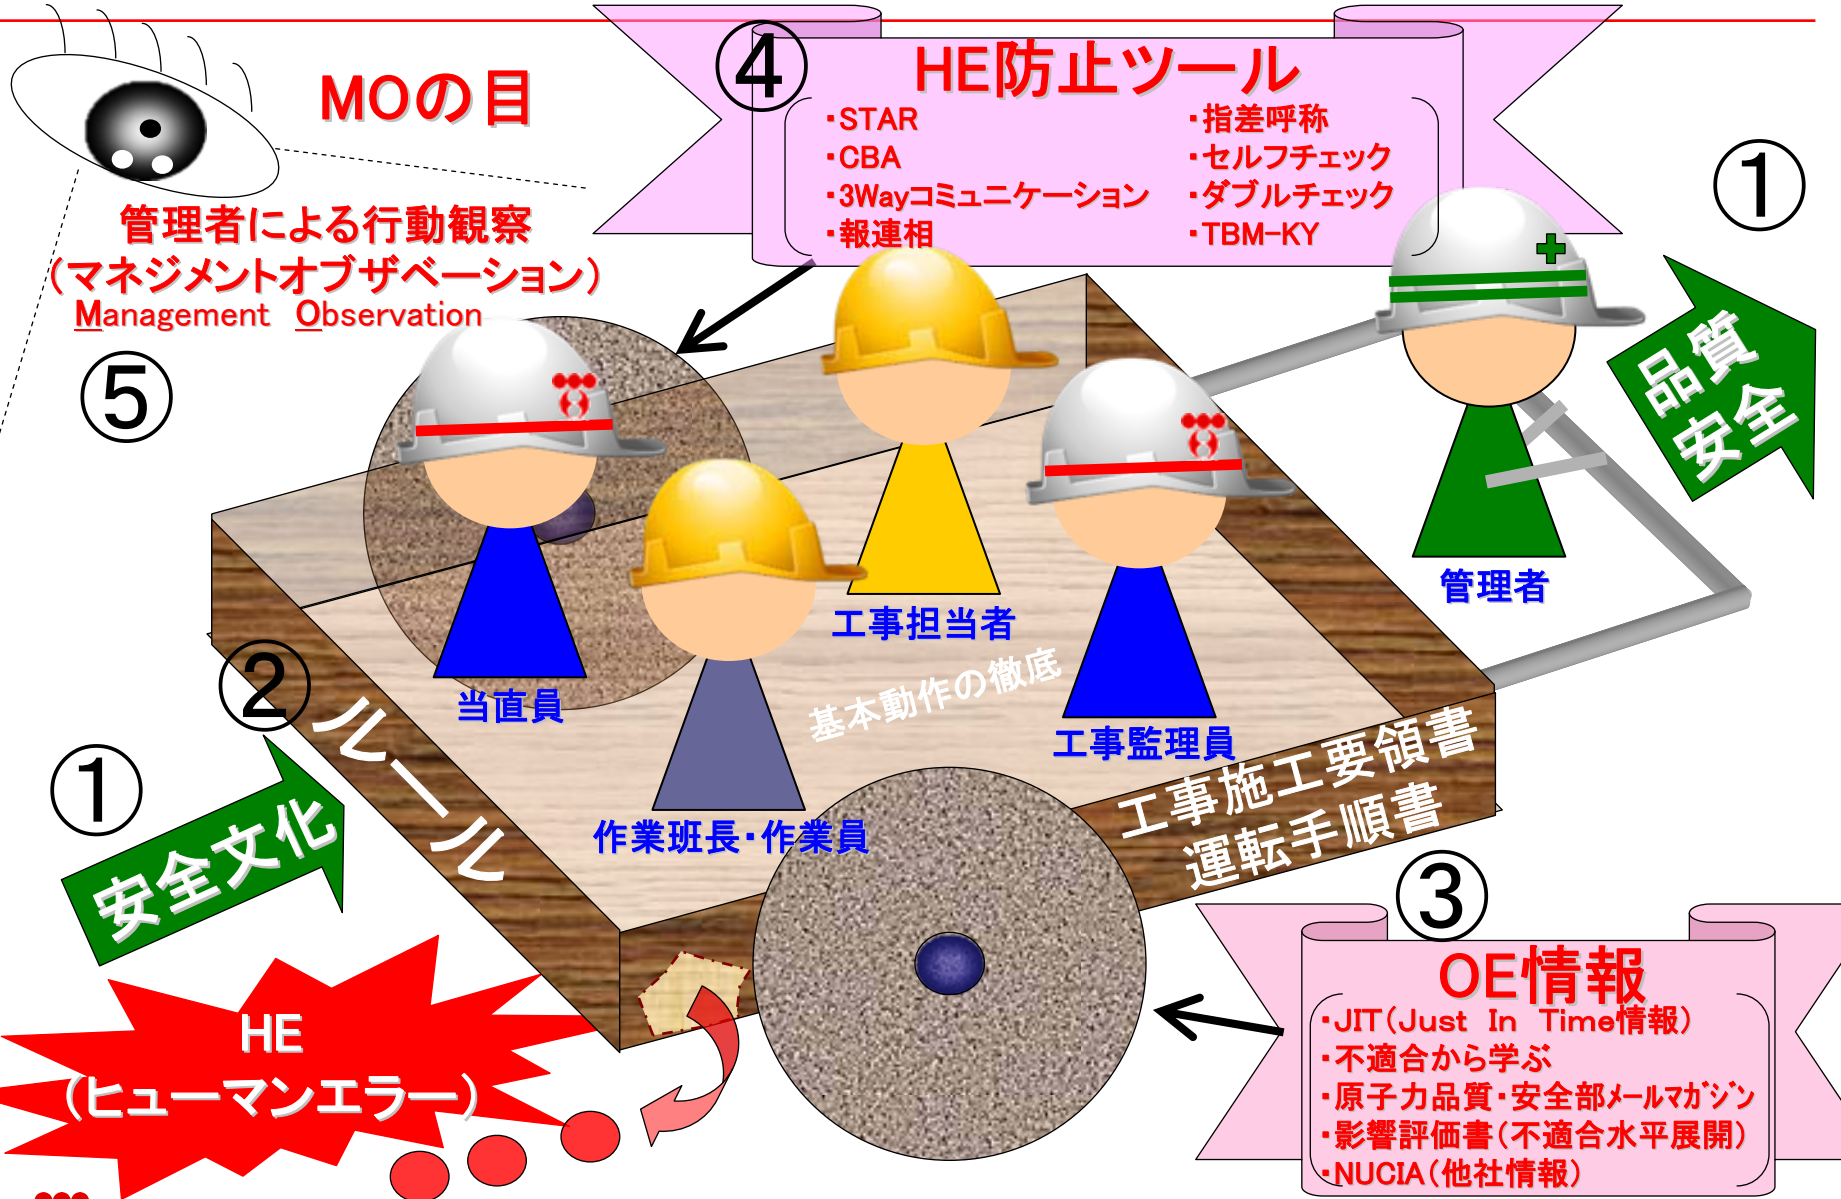 MOの目
管理者による行動観察
(マネジメントオブザベーション)
Management Observation
⑤
④
HE防止ツール
・STAR
・CBA
・3Wayコミュニケーション
・報連相
・指差呼称
・セルフチェック
・ダブルチェック
・TBM-KY
①
品質
安全
管理者
工事担当者
当直員
工事監理員
作業班長・作業員
基本動作の徹底
②
ルール
工事施工要領書
運転手順書
①
安全文化
HE
(ヒューマンエラー)
③
OE情報
・JIT(Just In Time情報)
・不適合から学ぶ
・原子力品質・安全部メールマガジン
・影響評価書(不適合水平展開)
・NUCIA(他社情報)